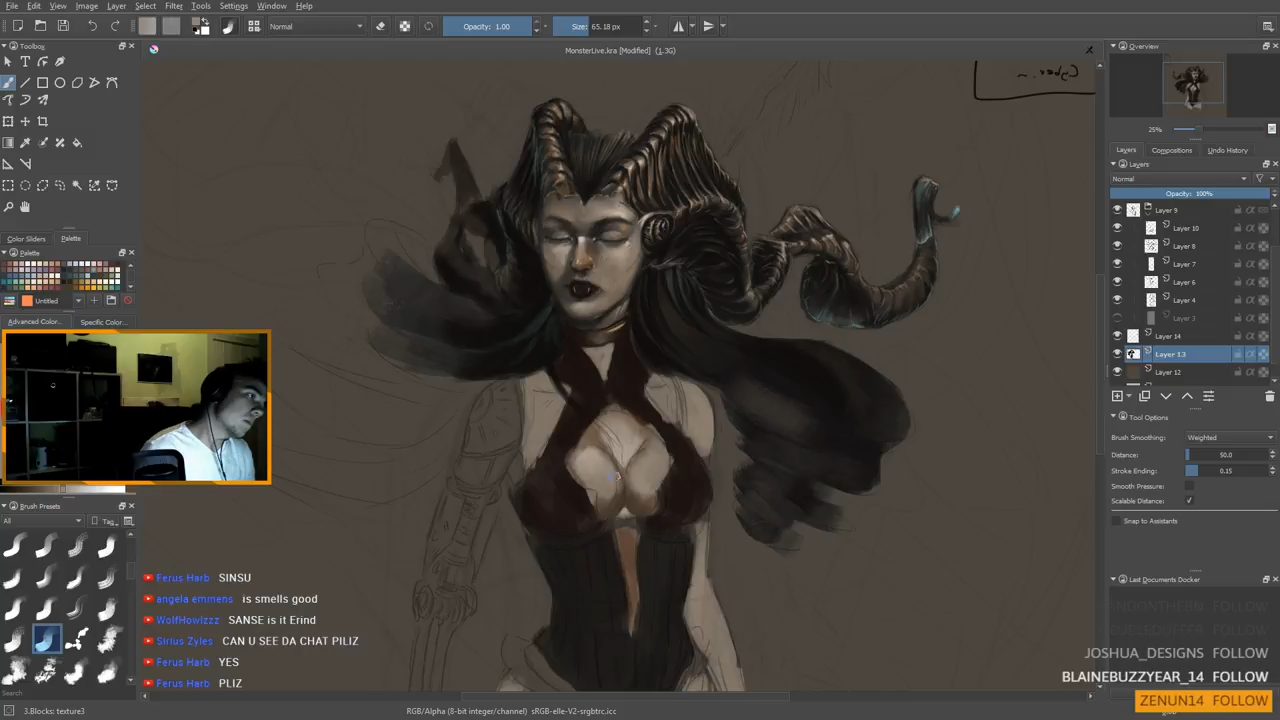 File Edit View Image Layer Select Filter Tools Settings Window Help
Normal Opacity: 1.00 Size: 65.18 px
MonsterLive.kra [Modified] (1.3G)
Toolbox
Color Sliders Palette
Palette
Untitled
Advanced Color... Specific Color...
Brush Presets
All Tag
Search
Ferus Harb SINSU
angela emmens is smells good
WolfHowizzz SANSE is it Erind
Sirius Zyles CAN U SEE DA CHAT PILIZ
Ferus Harb YES
Ferus Harb PLIZ
3.Blocks: texture3
RGB/Alpha (8-bit integer/channel) sRGB-elle-V2-srgbtrc.icc
Overview
25%
Layers Compositions Undo History
Layers
Normal
Opacity: 100%
Layer 9
Layer 10
Layer 8
Layer 7
Layer 6
Layer 4
Layer 3
Layer 14
Layer 13
Layer 12
Tool Options
Brush Smoothing: Weighted
Distance: 50.0
Stroke Ending: 0.15
Smooth Pressure:
Scalable Distance:
Snap to Assistants
Last Documents Docker
JOSHUA_DESIGNS FOLLOW
BLAINEBUZZYEAR_14 FOLLOW
ZENUN14 FOLLOW